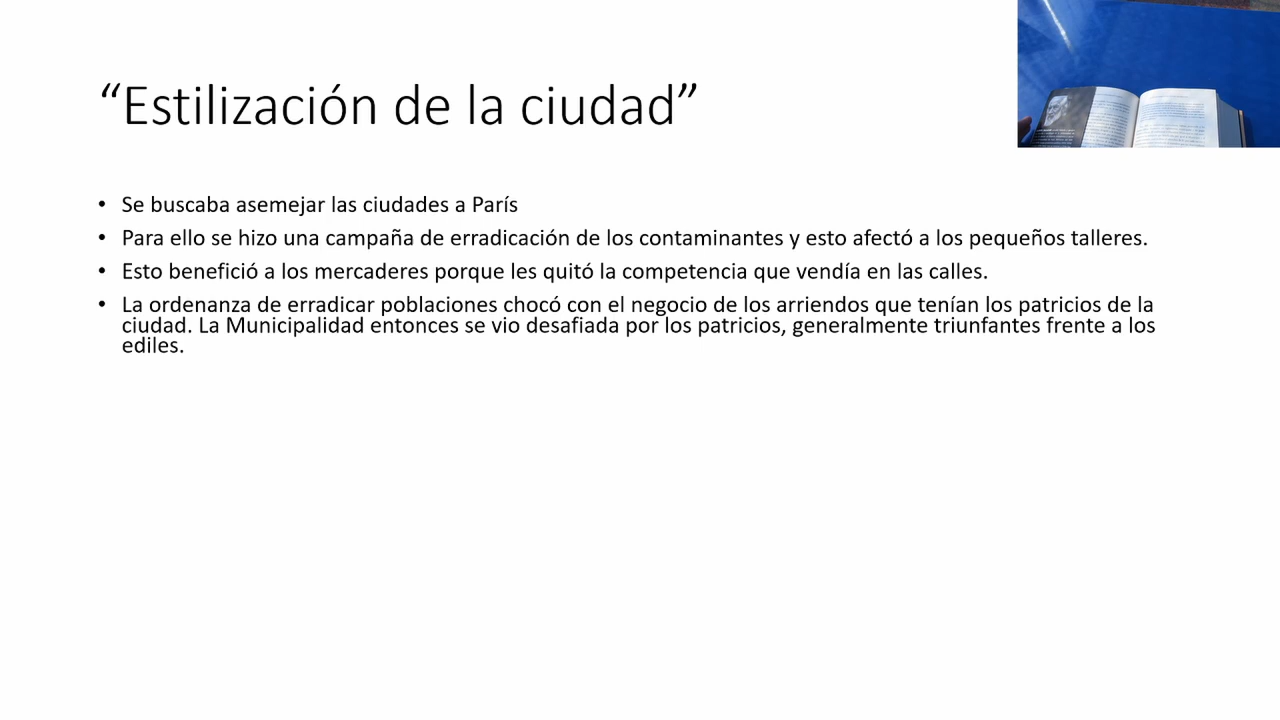 “Estilización de la ciudad”
• Se buscaba asemejar las ciudades a París
• Para ello se hizo una campaña de erradicación de los contaminantes y esto afectó a los pequeños talleres.
• Esto benefició a los mercaderes porque les quitó la competencia que vendía en las calles.
• La ordenanza de erradicar poblaciones chocó con el negocio de los arriendos que tenían los patricios de la
ciudad. La Municipalidad entonces se vio desafiada por los patricios, generalmente triunfantes frente a los
ediles.